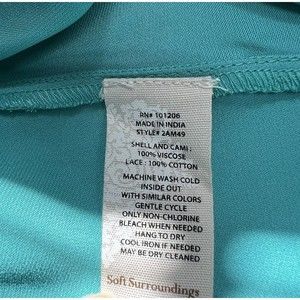 RN# 101206
MADE IN INDIA
STYLE# 2AM49
SHELL AND CAMI ;
100% VISCOSE
LACE : 100% COTTON
MACHINE WASH COLD
INSIDE OUT
WITH SIMILAR COLORS
GENTLE CYCLE
ONLY NON-CHLORINE
BLEACH WHEN NEEDED
HANG TO DRY
COOL IRON IF NEEDED
MAY BE DRY CLEANED
Soft Surroundings